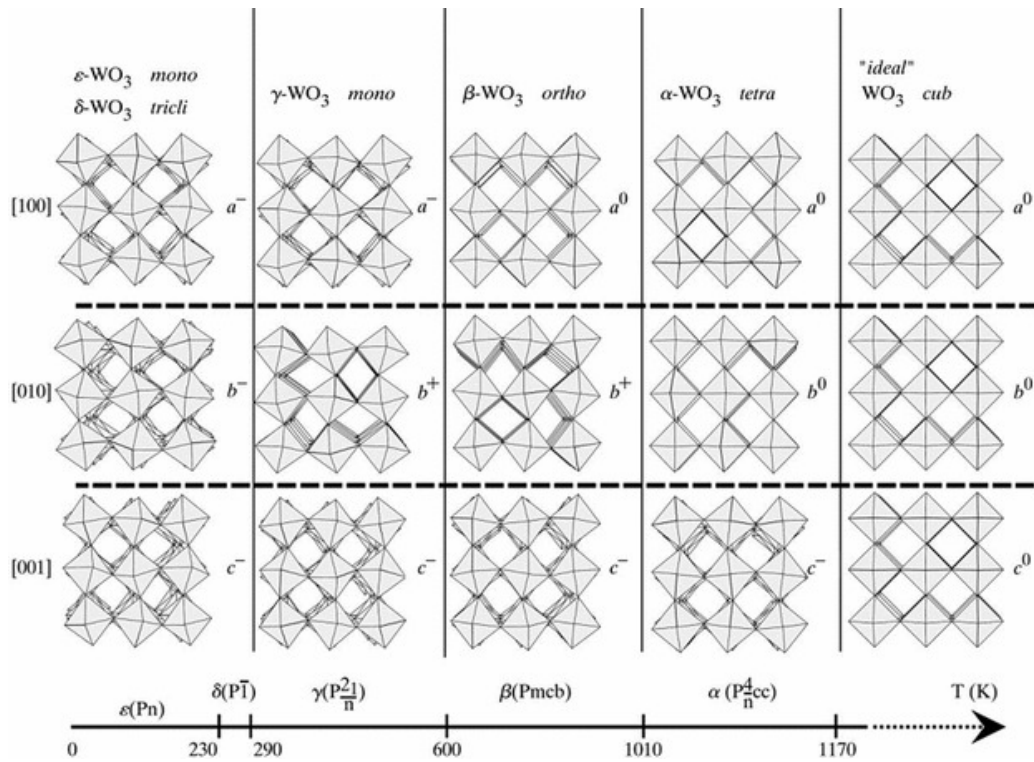 ε-WO3 mono
δ-WO3 tricli
γ-WO3 mono
β-WO3 ortho
α-WO3 tetra
"ideal"
WO3 cub
[100] a− a− a0 a0 a0
[010] b− b+ b+ b0 b0
[001] c− c− c− c− c0
ε(Pn) δ(P1̅) γ(P21/n) β(Pmcb) α (P4/ncc) T (K)
0 230 290 600 1010 1170